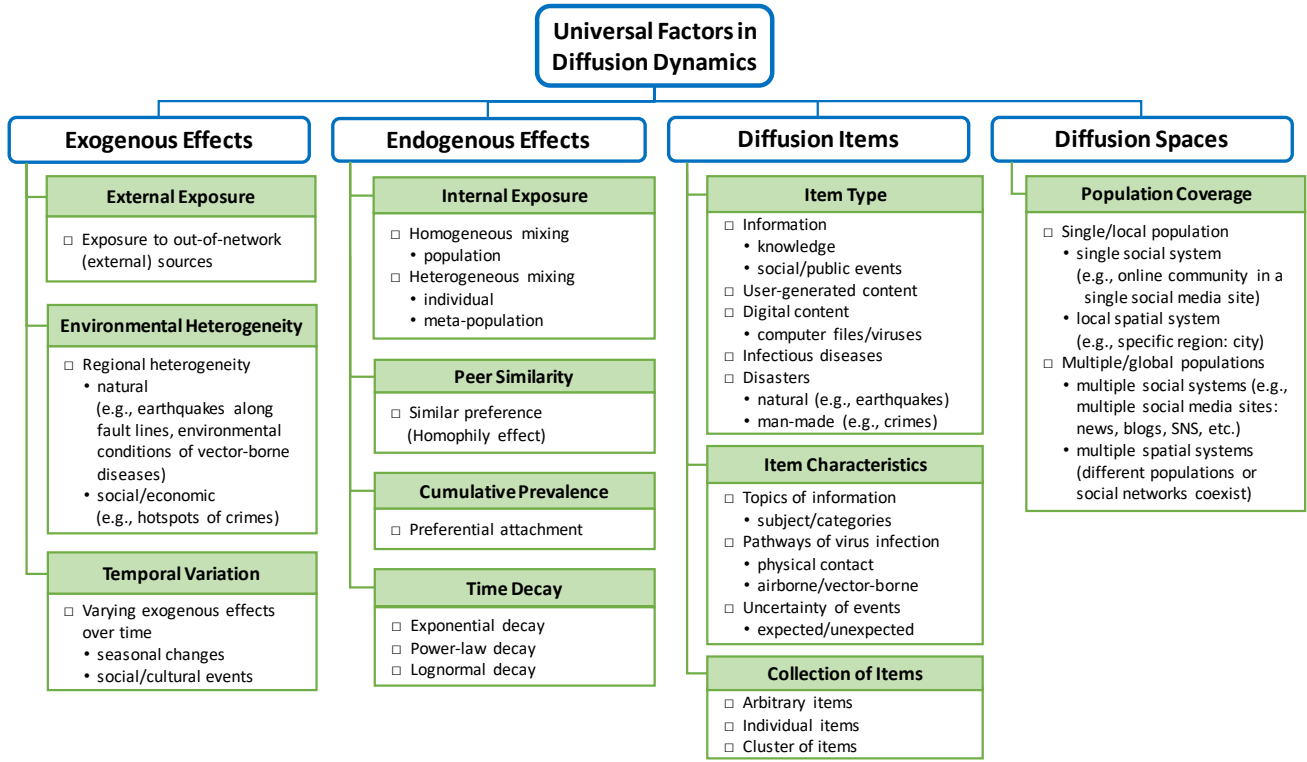 Universal Factors in
Diffusion Dynamics
Exogenous Effects
External Exposure
□ Exposure to out-of-network
(external) sources
Environmental Heterogeneity
□ Regional heterogeneity
• natural
(e.g., earthquakes along
fault lines, environmental
conditions of vector-borne
diseases)
• social/economic
(e.g., hotspots of crimes)
Temporal Variation
□ Varying exogenous effects
over time
• seasonal changes
• social/cultural events
Endogenous Effects
Internal Exposure
□ Homogeneous mixing
• population
□ Heterogeneous mixing
• individual
• meta-population
Peer Similarity
□ Similar preference
(Homophily effect)
Cumulative Prevalence
□ Preferential attachment
Time Decay
□ Exponential decay
□ Power-law decay
□ Lognormal decay
Diffusion Items
Item Type
□ Information
• knowledge
• social/public events
□ User-generated content
□ Digital content
• computer files/viruses
□ Infectious diseases
□ Disasters
• natural (e.g., earthquakes)
• man-made (e.g., crimes)
Item Characteristics
□ Topics of information
• subject/categories
□ Pathways of virus infection
• physical contact
• airborne/vector-borne
□ Uncertainty of events
• expected/unexpected
Collection of Items
□ Arbitrary items
□ Individual items
□ Cluster of items
Diffusion Spaces
Population Coverage
□ Single/local population
• single social system
(e.g., online community in a
single social media site)
• local spatial system
(e.g., specific region: city)
□ Multiple/global populations
• multiple social systems (e.g.,
multiple social media sites:
news, blogs, SNS, etc.)
• multiple spatial systems
(different populations or
social networks coexist)